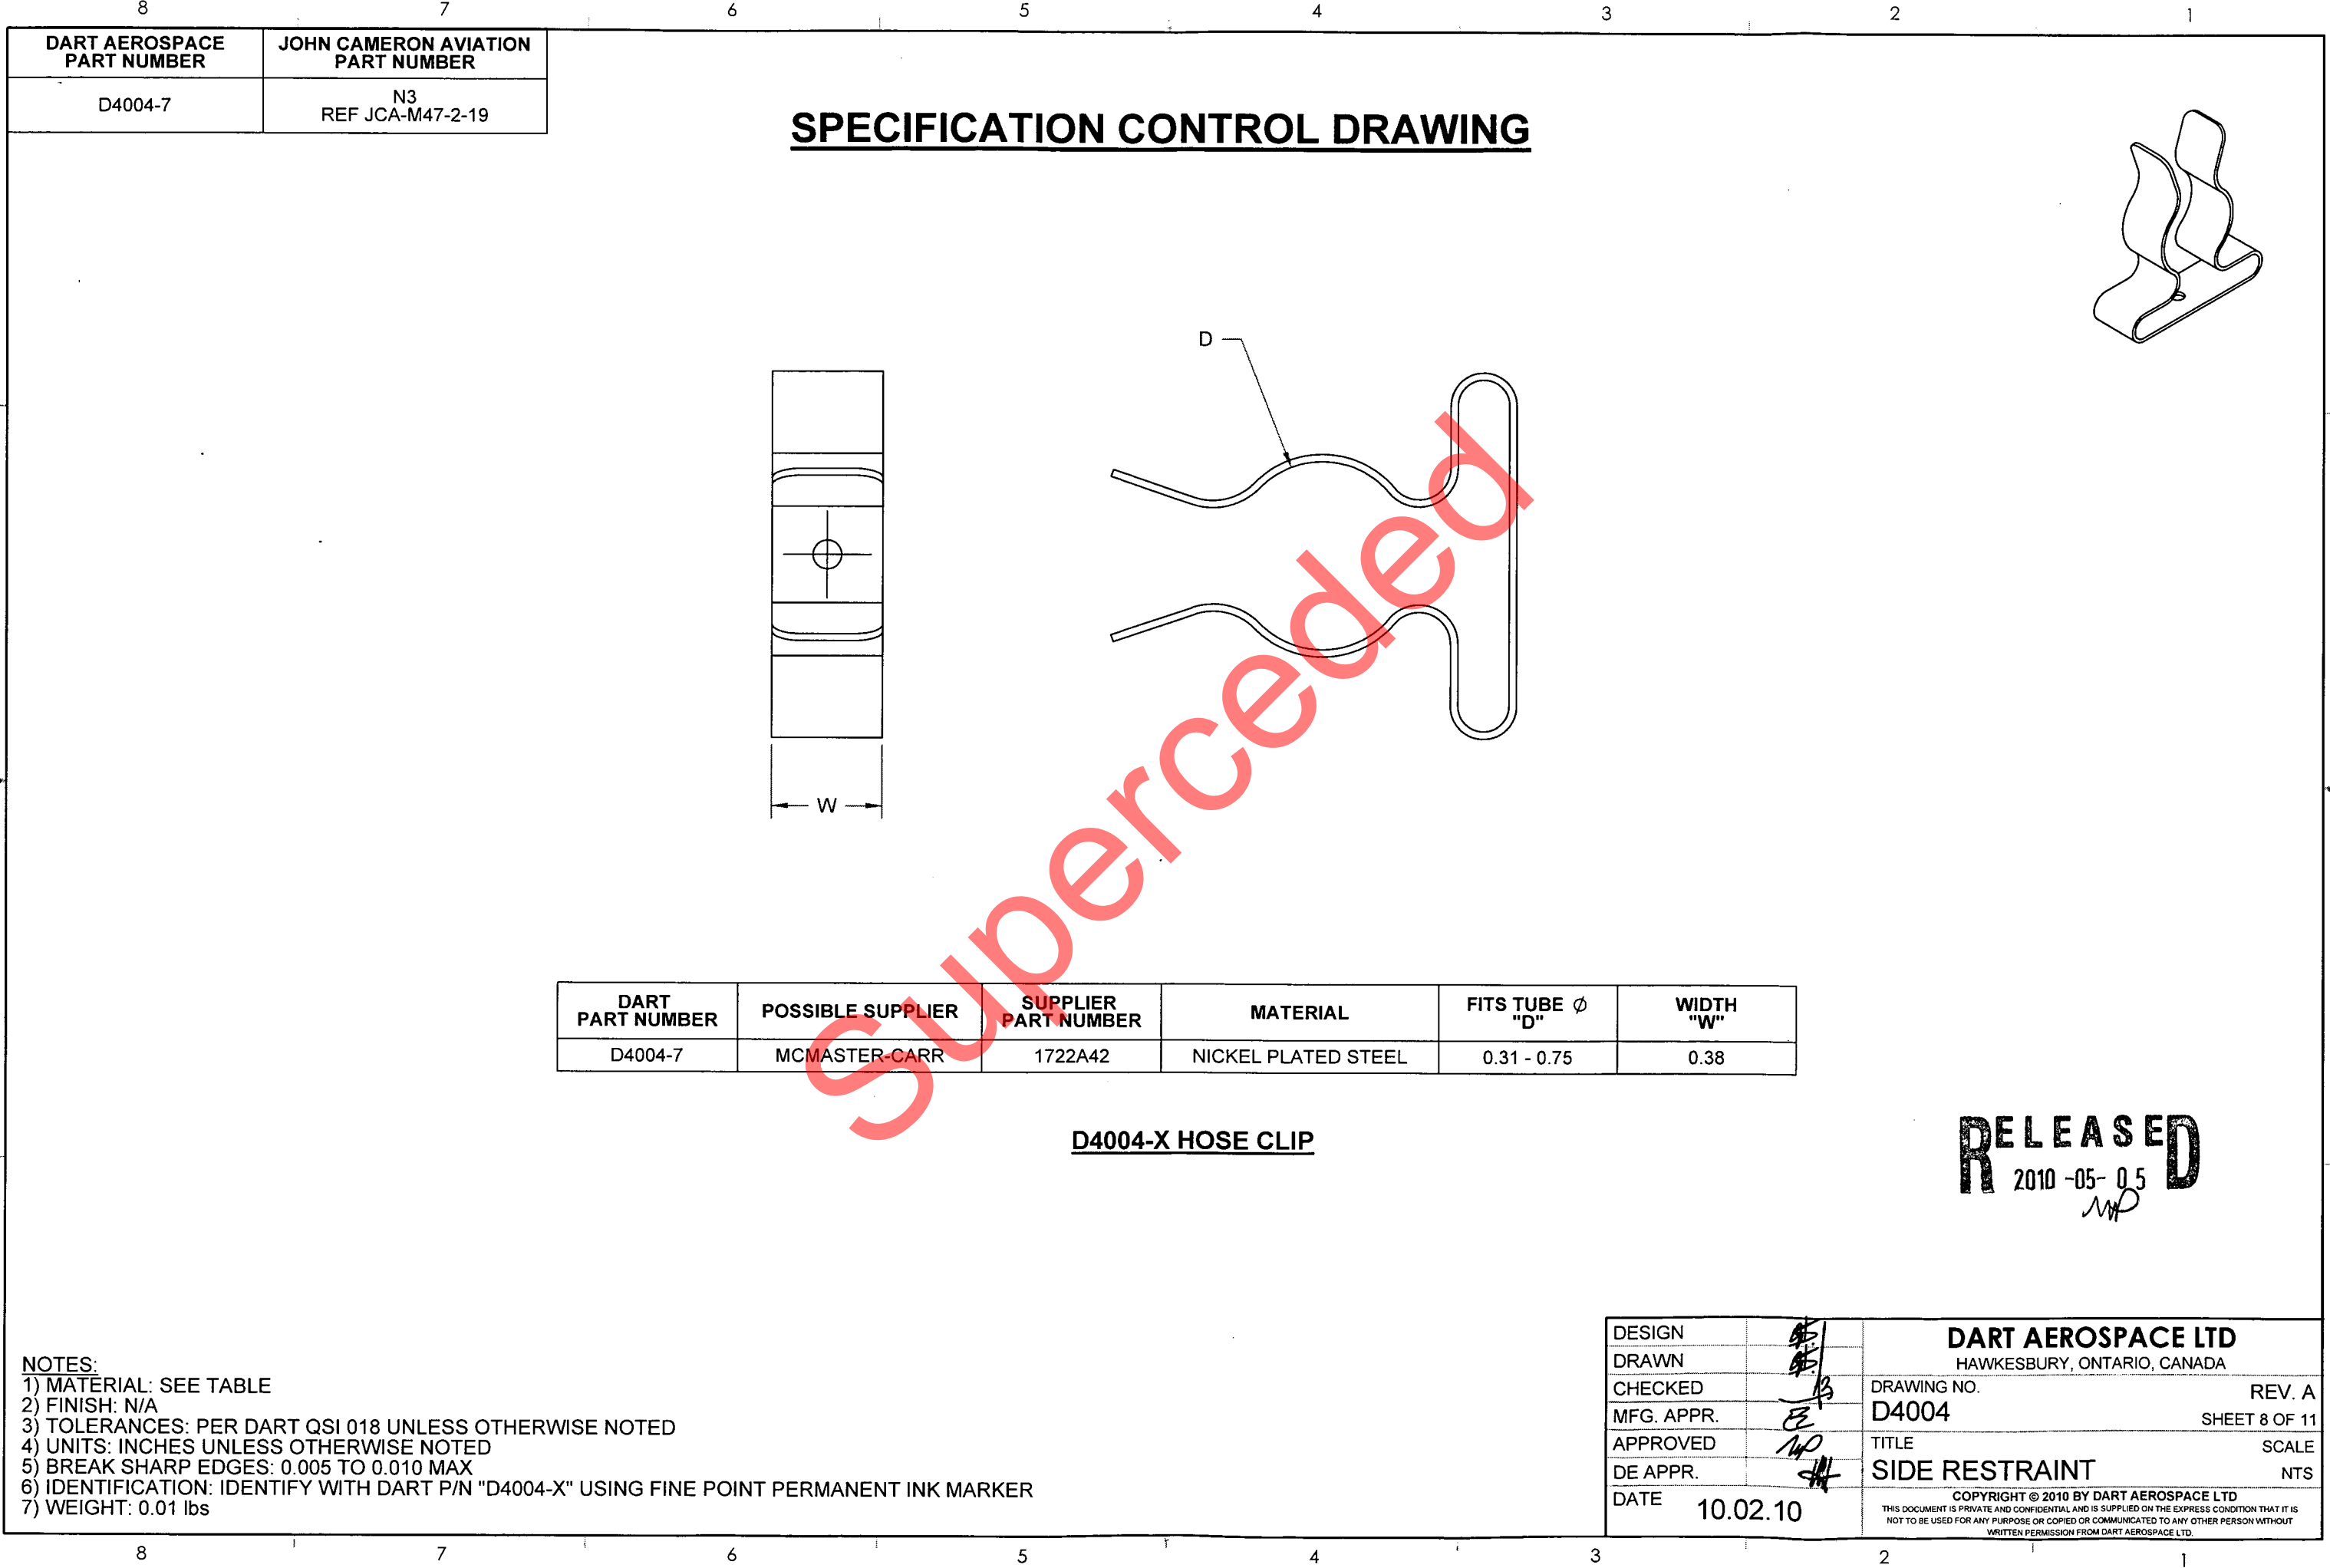 8 7 6 5 4 3 2 1
DART AEROSPACE PART NUMBER JOHN CAMERON AVIATION PART NUMBER
D4004-7 N3
REF JCA-M47-2-19
SPECIFICATION CONTROL DRAWING
D
W
Superceded
DART PART NUMBER POSSIBLE SUPPLIER SUPPLIER PART NUMBER MATERIAL FITS TUBE Ø "D" WIDTH "W"
D4004-7 MCMASTER-CARR 1722A42 NICKEL PLATED STEEL 0.31 - 0.75 0.38
D4004-X HOSE CLIP
RELEASED
2010 -05- 05
NOTES:
1) MATERIAL: SEE TABLE
2) FINISH: N/A
3) TOLERANCES: PER DART QSI 018 UNLESS OTHERWISE NOTED
4) UNITS: INCHES UNLESS OTHERWISE NOTED
5) BREAK SHARP EDGES: 0.005 TO 0.010 MAX
6) IDENTIFICATION: IDENTIFY WITH DART P/N "D4004-X" USING FINE POINT PERMANENT INK MARKER
7) WEIGHT: 0.01 lbs
DESIGN
DRAWN
CHECKED
MFG. APPR.
APPROVED
DE APPR.
DATE 10.02.10
DART AEROSPACE LTD
HAWKESBURY, ONTARIO, CANADA
DRAWING NO. REV. A
D4004 SHEET 8 OF 11
TITLE SCALE
SIDE RESTRAINT NTS
COPYRIGHT © 2010 BY DART AEROSPACE LTD
THIS DOCUMENT IS PRIVATE AND CONFIDENTIAL AND IS SUPPLIED ON THE EXPRESS CONDITION THAT IT IS
NOT TO BE USED FOR ANY PURPOSE OR COPIED OR COMMUNICATED TO ANY OTHER PERSON WITHOUT
WRITTEN PERMISSION FROM DART AEROSPACE LTD.
8 7 6 5 4 3 2 1